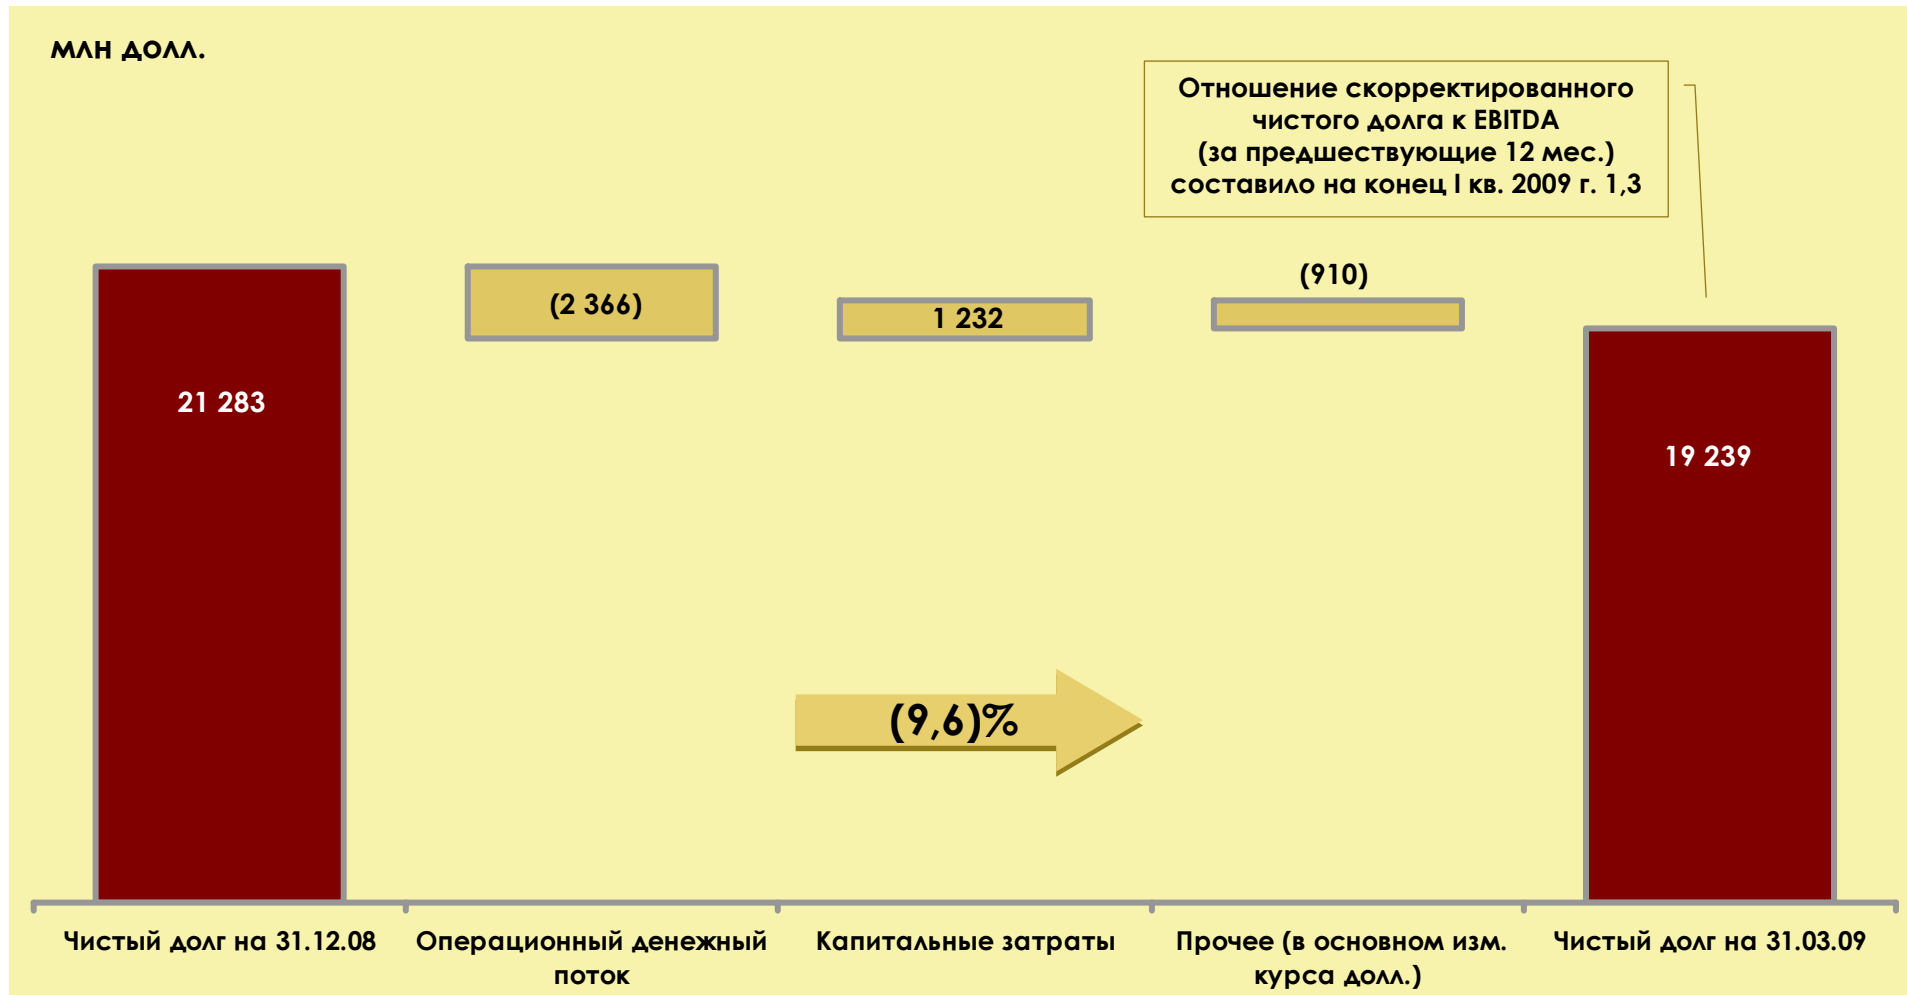 млн долл.
Отношение скорректированного
чистого долга к EBITDA
(за предшествующие 12 мес.)
составило на конец I кв. 2009 г. 1,3
(910)
(2 366)
1 232
21 283
19 239
(9,6)%
Чистый долг на 31.12.08
Операционный денежный
поток
Капитальные затраты
Прочее (в основном изм.
курса долл.)
Чистый долг на 31.03.09